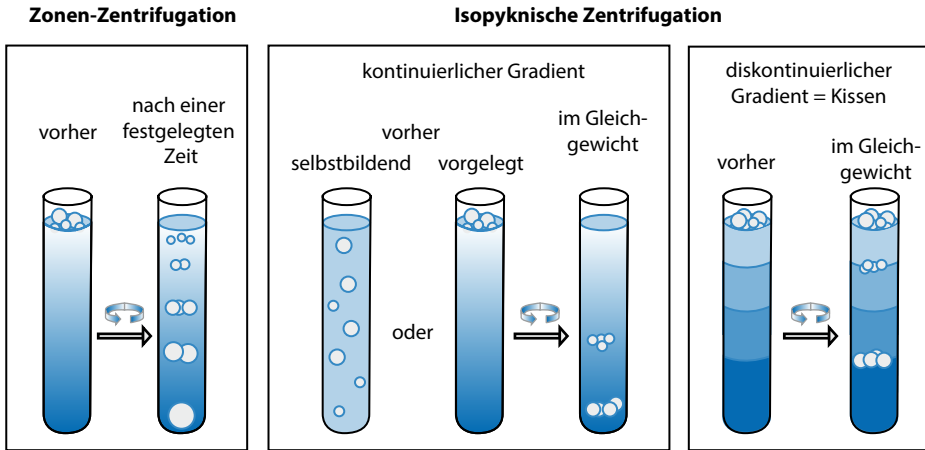 Zonen-Zentrifugation
Isopyknische Zentrifugation
vorher
nach einer
festgelegten
Zeit
kontinuierlicher Gradient
vorher
selbstbildend
vorgelegt
oder
im Gleich-
gewicht
diskontinuierlicher
Gradient = Kissen
vorher
im Gleich-
gewicht